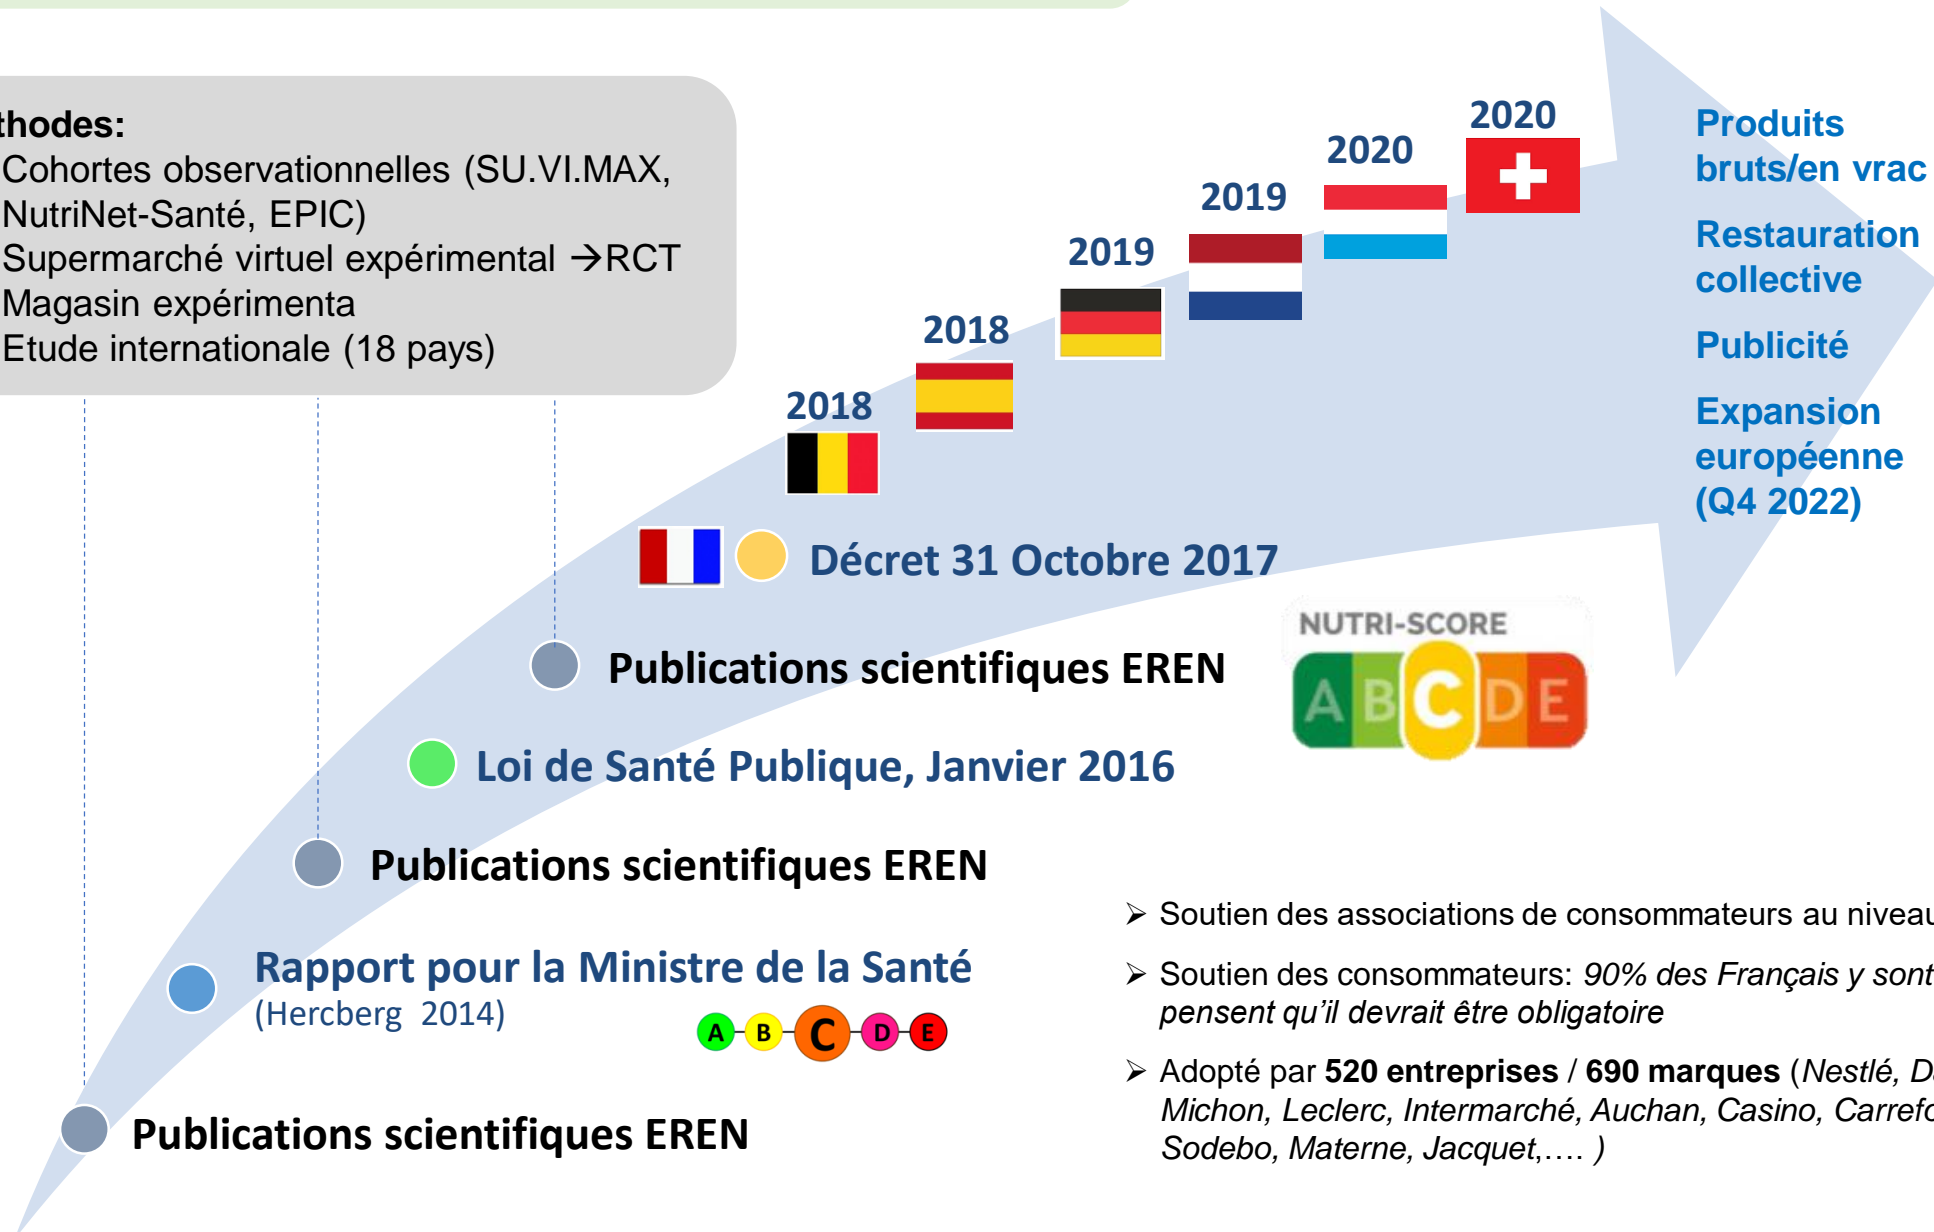 thodes:
Cohortes observationnelles (SU.VI.MAX,
NutriNet-Santé, EPIC)
Supermarché virtuel expérimental →RCT
Magasin expérimenta
Etude internationale (18 pays)
2020
2020
2019
2019
2018
2018
Produits
bruts/en vrac
Restauration
collective
Publicité
Expansion
européenne
(Q4 2022)
Décret 31 Octobre 2017
NUTRI-SCORE
A B C D E
Publications scientifiques EREN
Loi de Santé Publique, Janvier 2016
Publications scientifiques EREN
Rapport pour la Ministre de la Santé
(Hercberg 2014)
A B C D E
Publications scientifiques EREN
➢ Soutien des associations de consommateurs au niveau
➢ Soutien des consommateurs: 90% des Français y sont
pensent qu'il devrait être obligatoire
➢ Adopté par 520 entreprises / 690 marques (Nestlé, Da
Michon, Leclerc, Intermarché, Auchan, Casino, Carrefo
Sodebo, Materne, Jacquet,…. )